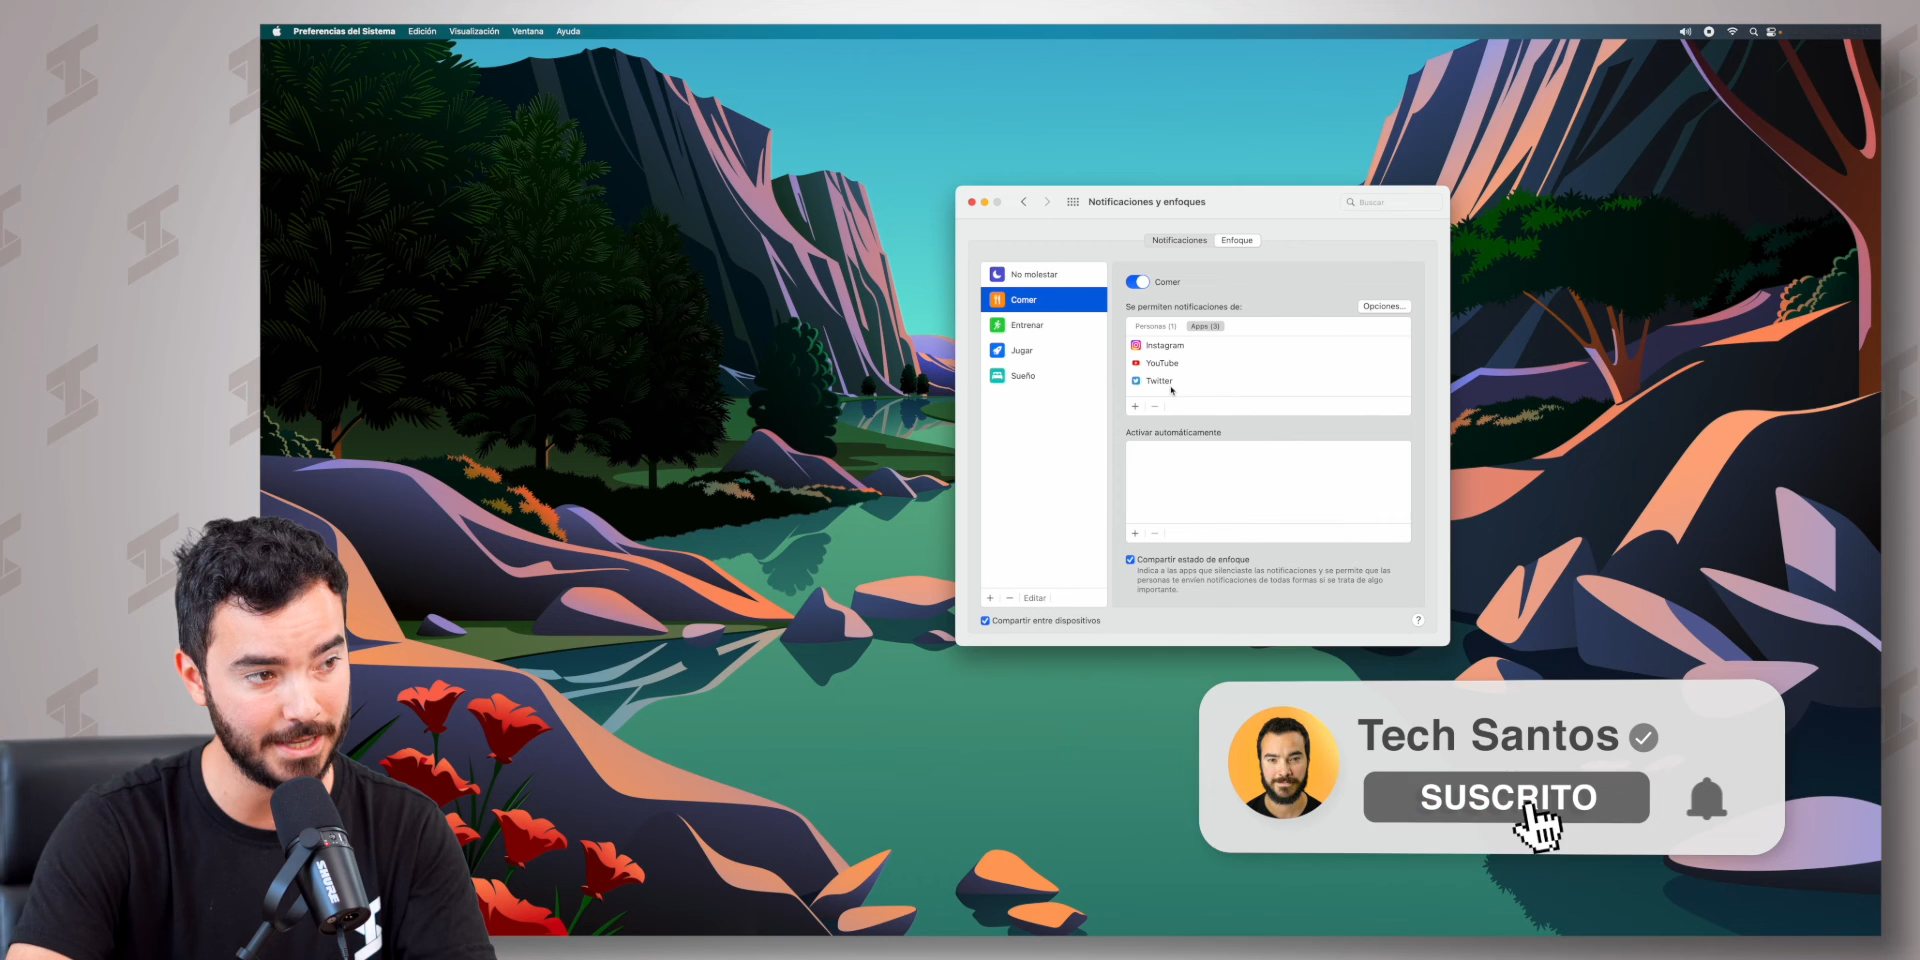 Preferencias del Sistema Edición Visualización Ventana Ayuda
Notificaciones y enfoques
Buscar
Notificaciones Enfoque
No molestar
Comer
Entrenar
Jugar
Sueño
Editar
Compartir entre dispositivos
Comer
Se permiten notificaciones de:
Opciones...
Personas (1) Apps (3)
Instagram
YouTube
Twitter
Activar automáticamente
Compartir estado de enfoque
Indica a las apps que silenciaste las notificaciones y se permite que las
personas te envíen notificaciones de todas formas si se trata de algo
importante.
?
Tech Santos
SUSCRITO
SHURE